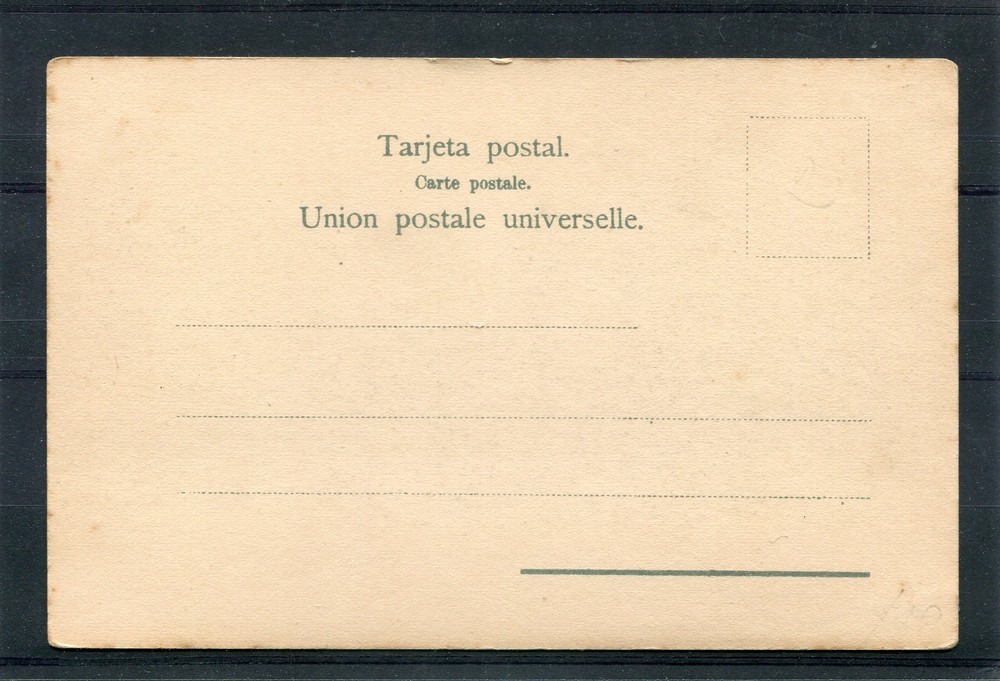 Tarjeta postal.
Carte postale.
Union postale universelle.